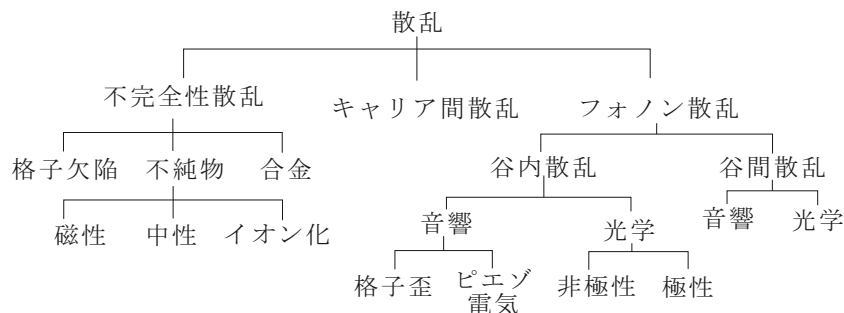 散乱
不完全性散乱 キャリア間散乱 フォノン散乱
格子欠陥 不純物 合金 谷内散乱 谷間散乱
磁性 中性 イオン化 音響 光学 音響 光学
格子歪 ピエゾ電気 非極性 極性